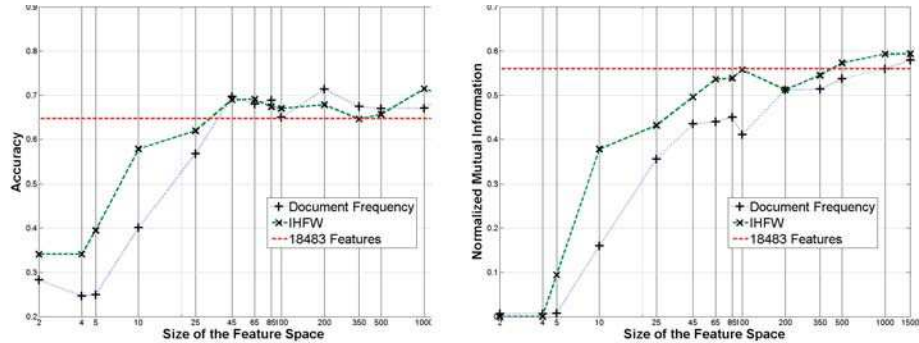 0.9
0.8
0.7
0.6
0.5
0.4
0.3
0.2
Accuracy
Document Frequency
IHFW
18483 Features
2 4 5 10 25 45 65 85 100 200 350 500 1000
Size of the Feature Space
0.7
0.6
0.5
0.4
0.3
0.2
0.1
0
Normalized Mutual Information
Document Frequency
IHFW
18483 Features
2 4 5 10 25 45 65 85 100 200 350 500 1000 1500
Size of the Feature Space